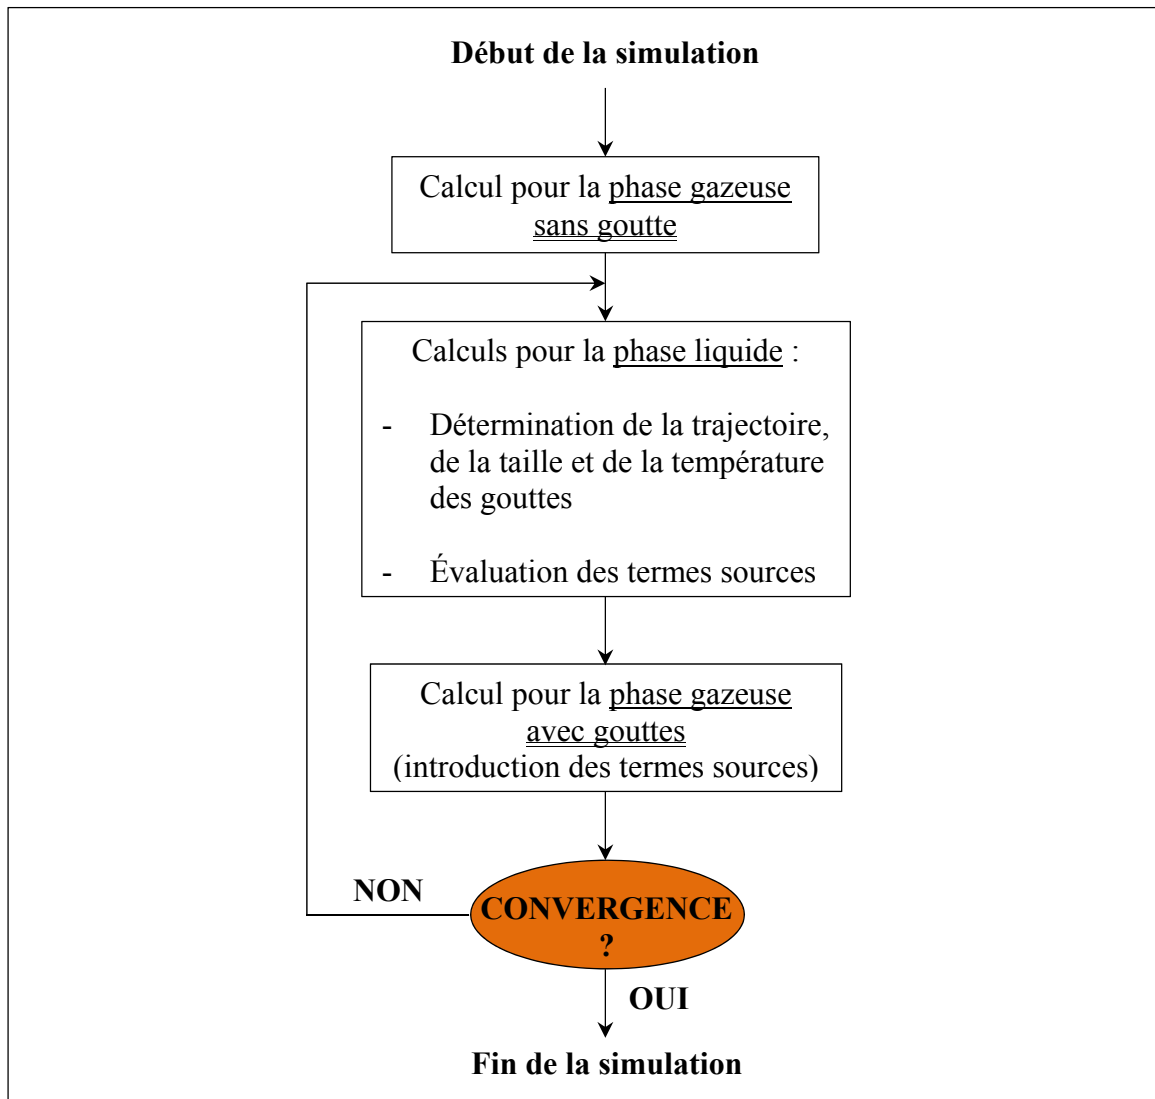 Début de la simulation
Calcul pour la phase gazeuse
sans goutte
Calculs pour la phase liquide :
- Détermination de la trajectoire,
de la taille et de la température
des gouttes
- Évaluation des termes sources
Calcul pour la phase gazeuse
avec gouttes
(introduction des termes sources)
NON
CONVERGENCE
?
OUI
Fin de la simulation